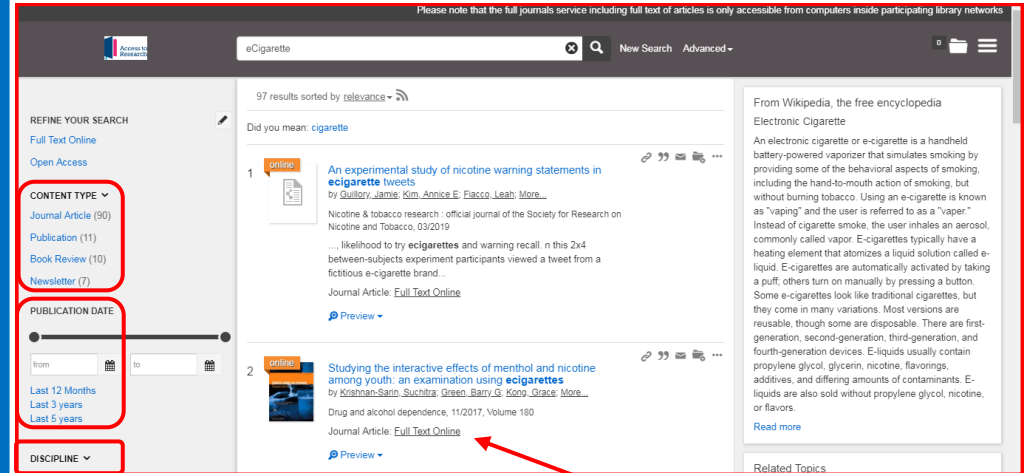 Please note that the full journals service including full text of articles is only accessible from computers inside participating library networks
Access to
Research
eCigarette
New Search
Advanced
0
REFINE YOUR SEARCH
Full Text Online
Open Access
CONTENT TYPE
Journal Article (90)
Publication (11)
Book Review (10)
Newsletter (7)
PUBLICATION DATE
from
to
Last 12 Months
Last 3 years
Last 5 years
DISCIPLINE
97 results sorted by relevance
Did you mean: cigarette
1
online
An experimental study of nicotine warning statements in
ecigarette tweets
by Guillory, Jamie; Kim, Annice E; Fiacco, Leah; More...
Nicotine & tobacco research : official journal of the Society for Research on
Nicotine and Tobacco, 03/2019
..., likelihood to try ecigarettes and warning recall. n this 2x4
between-subjects experiment participants viewed a tweet from a
fictitious e-cigarette brand...
Journal Article: Full Text Online
Preview
2
online
Studying the interactive effects of menthol and nicotine
among youth: an examination using ecigarettes
by Krishnan-Sarin, Suchitra; Green, Barry G; Kong, Grace; More...
Drug and alcohol dependence, 11/2017, Volume 180
Journal Article: Full Text Online
Preview
From Wikipedia, the free encyclopedia
Electronic Cigarette
An electronic cigarette or e-cigarette is a handheld
battery-powered vaporizer that simulates smoking by
providing some of the behavioral aspects of smoking,
including the hand-to-mouth action of smoking, but
without burning tobacco. Using an e-cigarette is known
as "vaping" and the user is referred to as a "vaper."
Instead of cigarette smoke, the user inhales an aerosol,
commonly called vapor. E-cigarettes typically have a
heating element that atomizes a liquid solution called e-
liquid. E-cigarettes are automatically activated by taking
a puff; others turn on manually by pressing a button.
Some e-cigarettes look like traditional cigarettes, but
they come in many variations. Most versions are
reusable, though some are disposable. There are first-
generation, second-generation, third-generation, and
fourth-generation devices. E-liquids usually contain
propylene glycol, glycerin, nicotine, flavorings,
additives, and differing amounts of contaminants. E-
liquids are also sold without propylene glycol, nicotine,
or flavors.
Read more
Related Topics